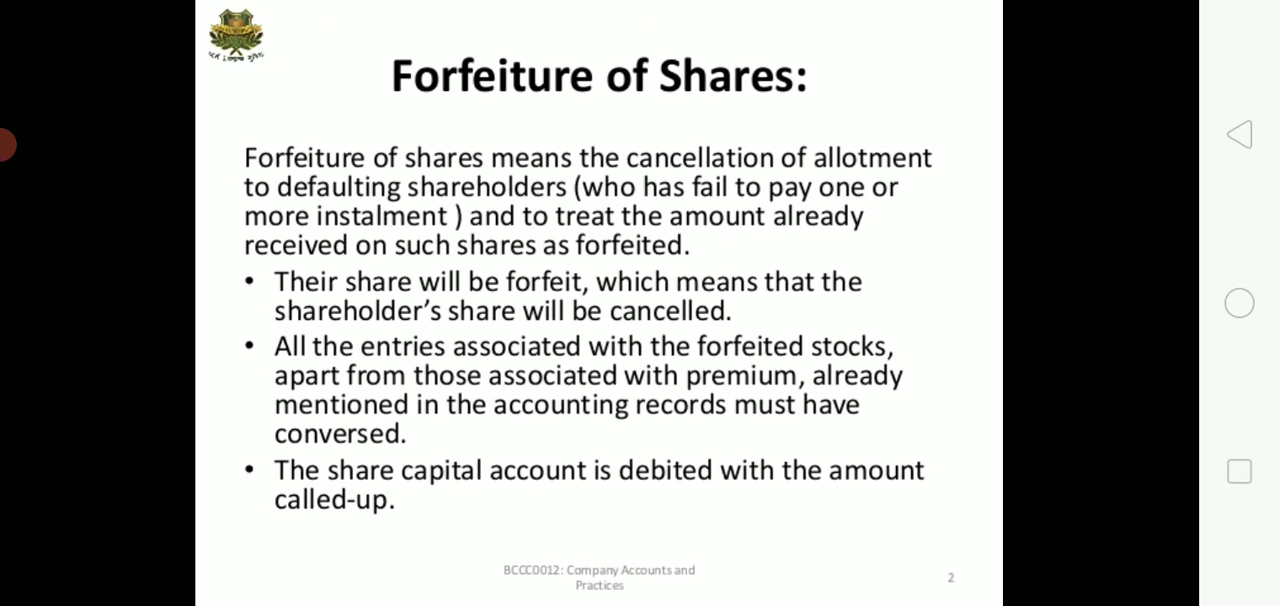 Forfeiture of Shares:
Forfeiture of shares means the cancellation of allotment
to defaulting shareholders (who has fail to pay one or
more instalment ) and to treat the amount already
received on such shares as forfeited.
• Their share will be forfeit, which means that the
shareholder's share will be cancelled.
• All the entries associated with the forfeited stocks,
apart from those associated with premium, already
mentioned in the accounting records must have
conversed.
• The share capital account is debited with the amount
called-up.
BCCC0012: Company Accounts and
Practices
2